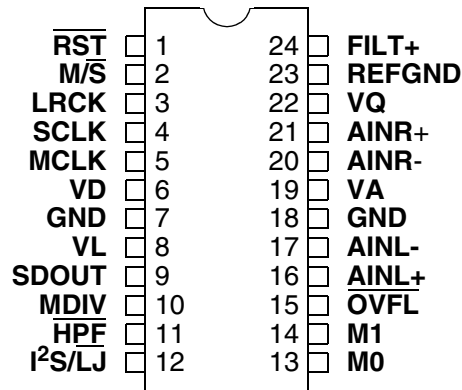 RST 1 24 FILT+
M/S 2 23 REFGND
LRCK 3 22 VQ
SCLK 4 21 AINR+
MCLK 5 20 AINR-
VD 6 19 VA
GND 7 18 GND
VL 8 17 AINL-
SDOUT 9 16 AINL+
MDIV 10 15 OVFL
HPF 11 14 M1
I²S/LJ 12 13 M0